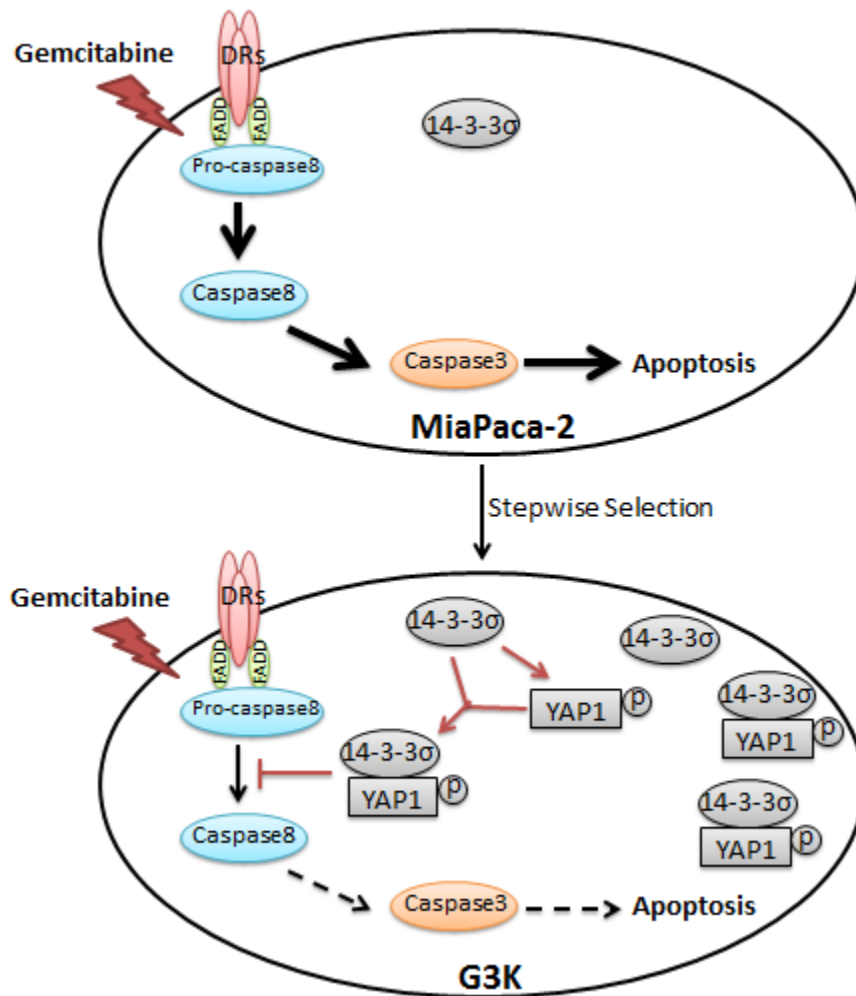 Gemcitabine
DRs
FADD
FADD
Pro-caspase8
14-3-3σ
Caspase8
Caspase3
Apoptosis
MiaPaca-2
Stepwise Selection
Gemcitabine
DRs
FADD
FADD
Pro-caspase8
14-3-3σ
14-3-3σ
YAP1
p
14-3-3σ
YAP1
p
14-3-3σ
YAP1
p
14-3-3σ
YAP1
p
Caspase8
Caspase3
Apoptosis
G3K